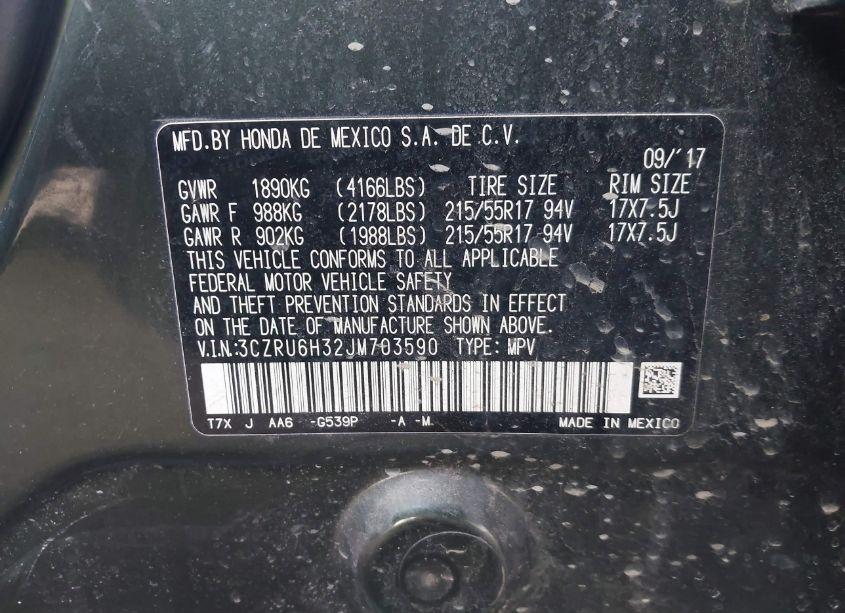 MFD.BY HONDA DE MEXICO S.A. DE C.V.
09/'17
GVWR 1890KG (4166LBS) TIRE SIZE RIM SIZE
GAWR F 988KG (2178LBS) 215/55R17 94V 17X7.5J
GAWR R 902KG (1988LBS) 215/55R17 94V 17X7.5J
THIS VEHICLE CONFORMS TO ALL APPLICABLE
FEDERAL MOTOR VEHICLE SAFETY
AND THEFT PREVENTION STANDARDS IN EFFECT
ON THE DATE OF MANUFACTURE SHOWN ABOVE.
V.I.N:3CZRU6H32JM703590 TYPE: MPV
T7X J AA6 -G539P -A -M. MADE IN MEXICO